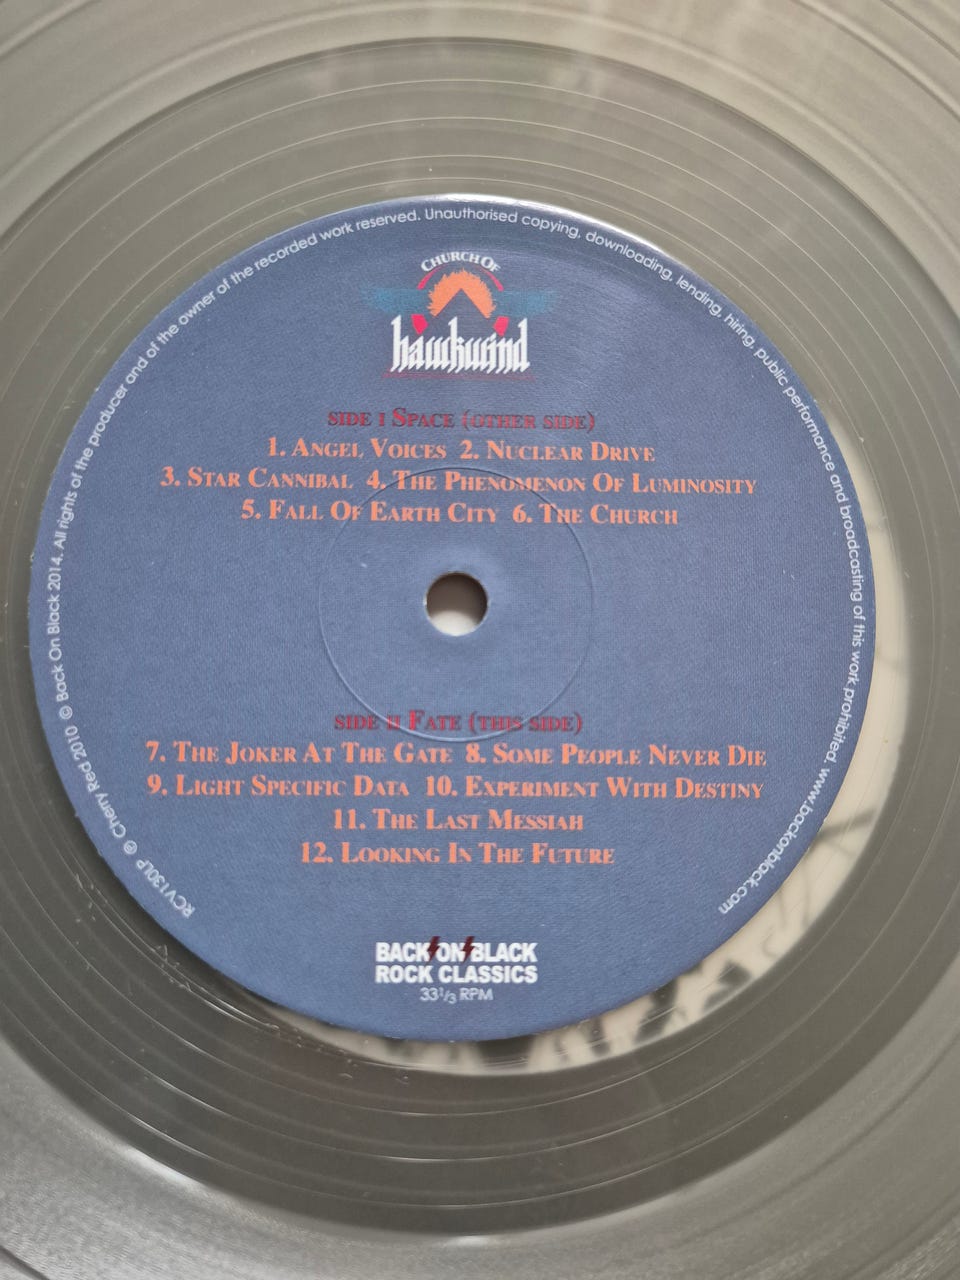 RCV130LP ℗ Cherry Red 2010 © Back On Black 2014. All rights of the producer and of the owner of the recorded work reserved. Unauthorised copying, downloading, lending, hiring, public performance and broadcasting of this work prohibited. www.backonblack.com
CHURCH OF
hawkwind
SIDE I SPACE (OTHER SIDE)
1. ANGEL VOICES 2. NUCLEAR DRIVE
3. STAR CANNIBAL 4. THE PHENOMENON OF LUMINOSITY
5. FALL OF EARTH CITY 6. THE CHURCH
SIDE II FATE (THIS SIDE)
7. THE JOKER AT THE GATE 8. SOME PEOPLE NEVER DIE
9. LIGHT SPECIFIC DATA 10. EXPERIMENT WITH DESTINY
11. THE LAST MESSIAH
12. LOOKING IN THE FUTURE
BACK ON BLACK
ROCK CLASSICS
33 1/3 RPM